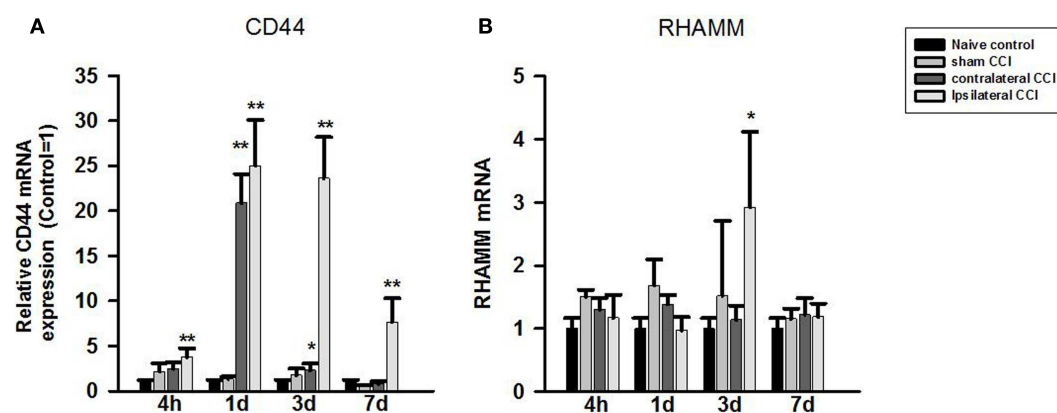 A
CD44
B
RHAMM
Naive control
sham CCI
contralateral CCI
Ipsilateral CCI
Relative CD44 mRNA
expression (Control=1)
35
30
25
20
15
10
5
0
**
**
**
**
*
**
4h
1d
3d
7d
RHAMM mRNA
5
4
3
2
1
0
*
4h
1d
3d
7d